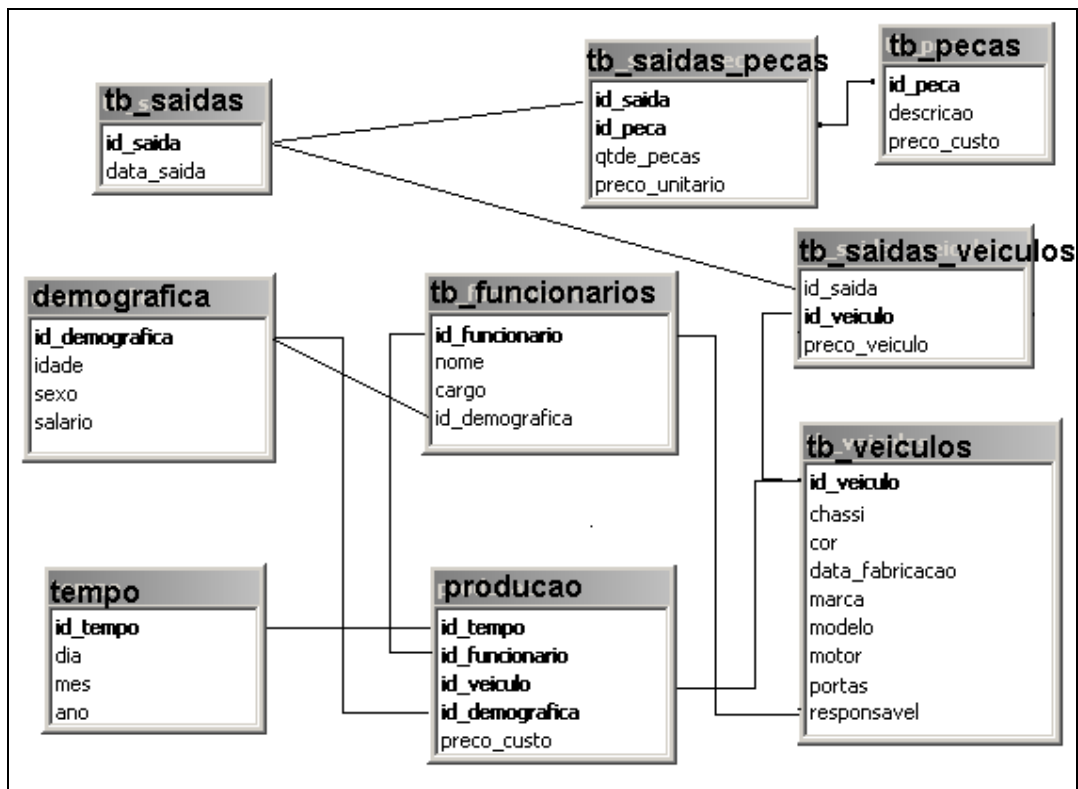 tb_saidas
id_saida
data_saida
tb_saidas_pecas
id_saida
id_peca
qtde_pecas
preco_unitario
tb_pecas
id_peca
descricao
preco_custo
tb_saidas_veiculos
id_saida
id_veiculo
preco_veiculo
demografica
id_demografica
idade
sexo
salario
tb_funcionarios
id_funcionario
nome
cargo
id_demografica
tb_veiculos
id_veiculo
chassi
cor
data_fabricacao
marca
modelo
motor
portas
responsavel
tempo
id_tempo
dia
mes
ano
producao
id_tempo
id_funcionario
id_veiculo
id_demografica
preco_custo